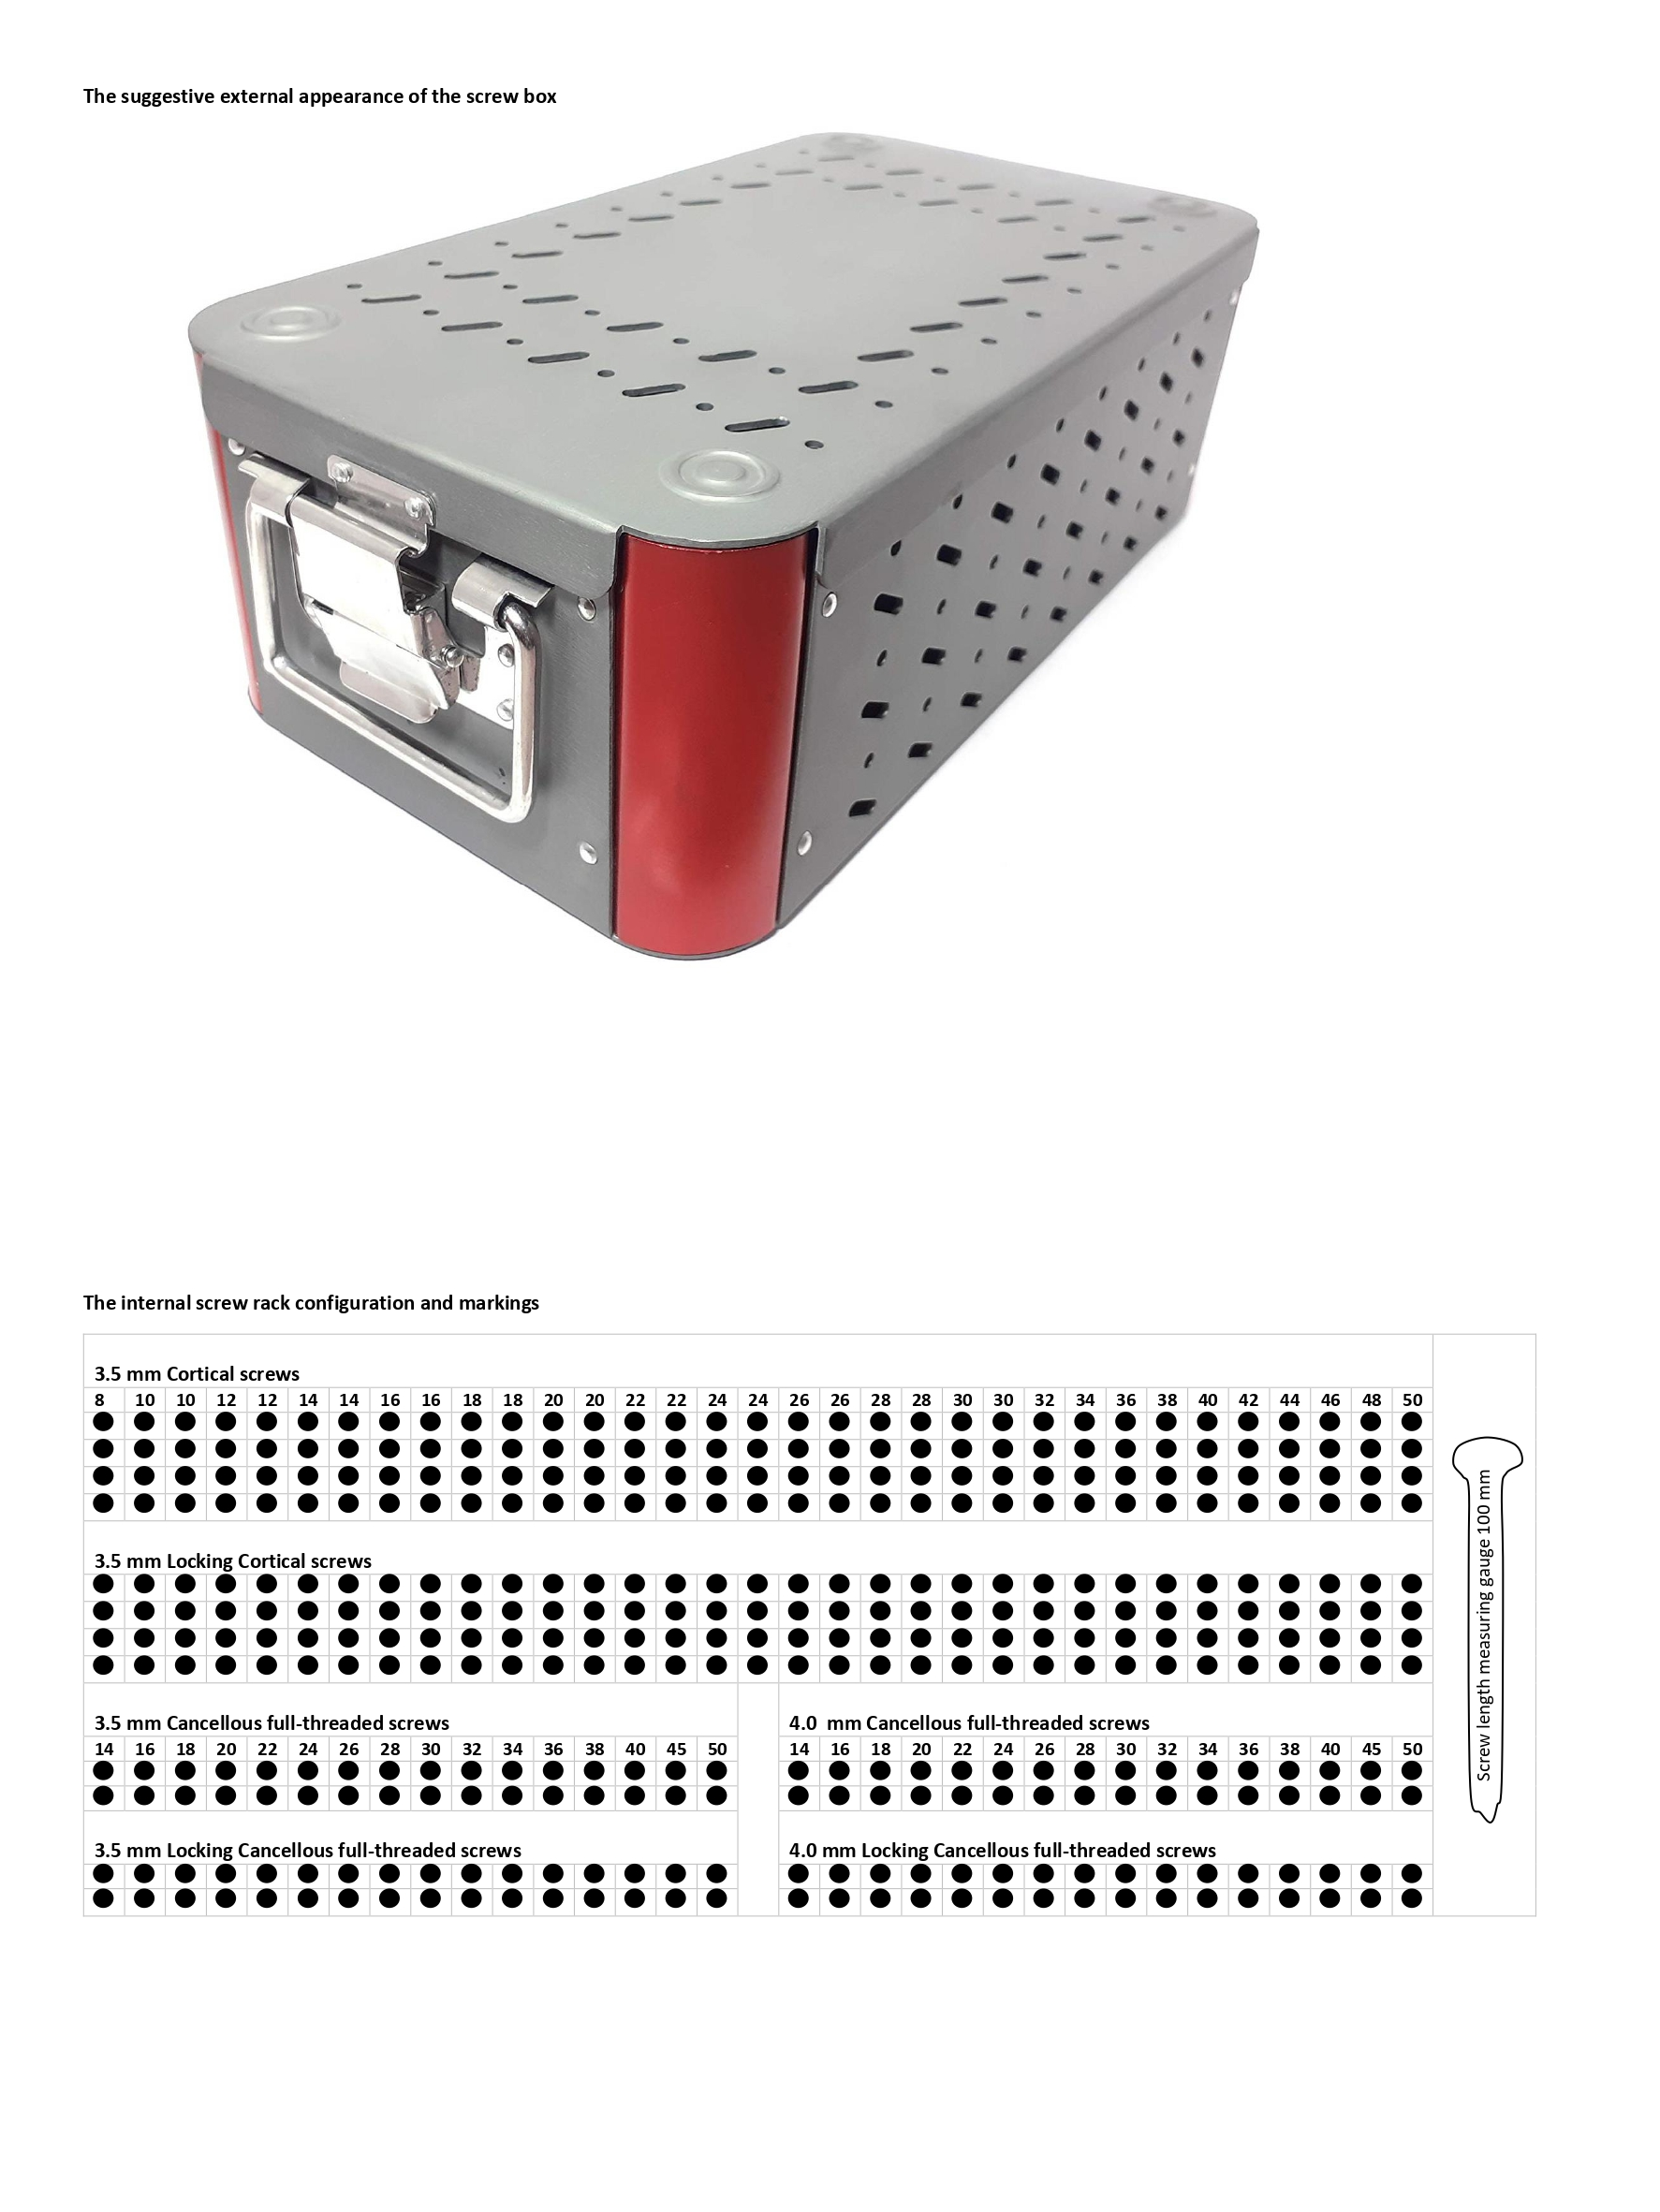 The suggestive external appearance of the screw box
The internal screw rack configuration and markings
3.5 mm Cortical screws
8 10 10 12 12 14 14 16 16 18 18 20 20 22 22 24 24 26 26 28 28 30 30 32 34 36 38 40 42 44 46 48 50
3.5 mm Locking Cortical screws
3.5 mm Cancellous full-threaded screws
14 16 18 20 22 24 26 28 30 32 34 36 38 40 45 50
4.0 mm Cancellous full-threaded screws
14 16 18 20 22 24 26 28 30 32 34 36 38 40 45 50
3.5 mm Locking Cancellous full-threaded screws
4.0 mm Locking Cancellous full-threaded screws
Screw length measuring gauge 100 mm